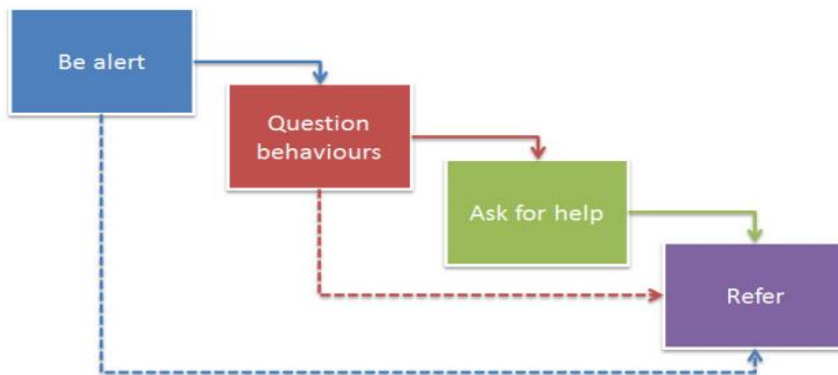 Be alert
Question
behaviours
Ask for help
Refer